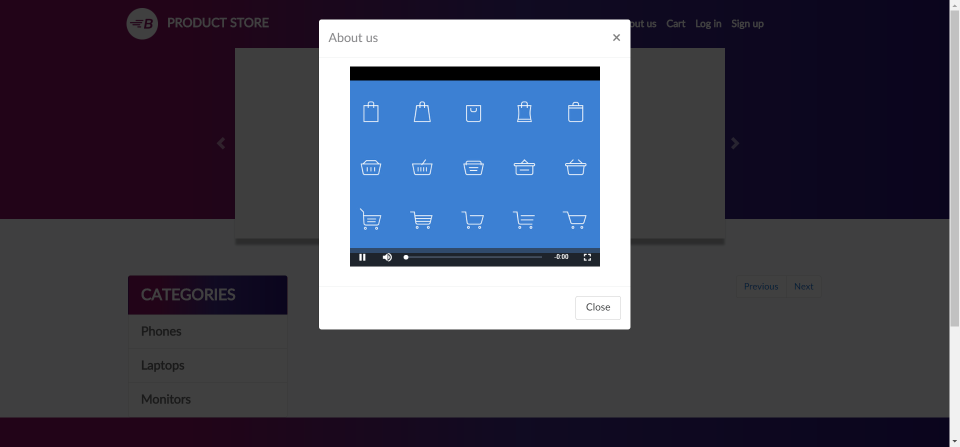 B PRODUCT STORE
out us Cart Log in Sign up
About us ×
-0:00
Close
CATEGORIES
Phones
Laptops
Monitors
Previous Next